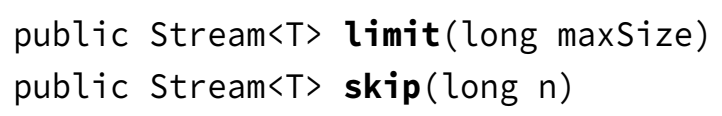 public Stream<T> limit(long maxSize)
public Stream<T> skip(long n)